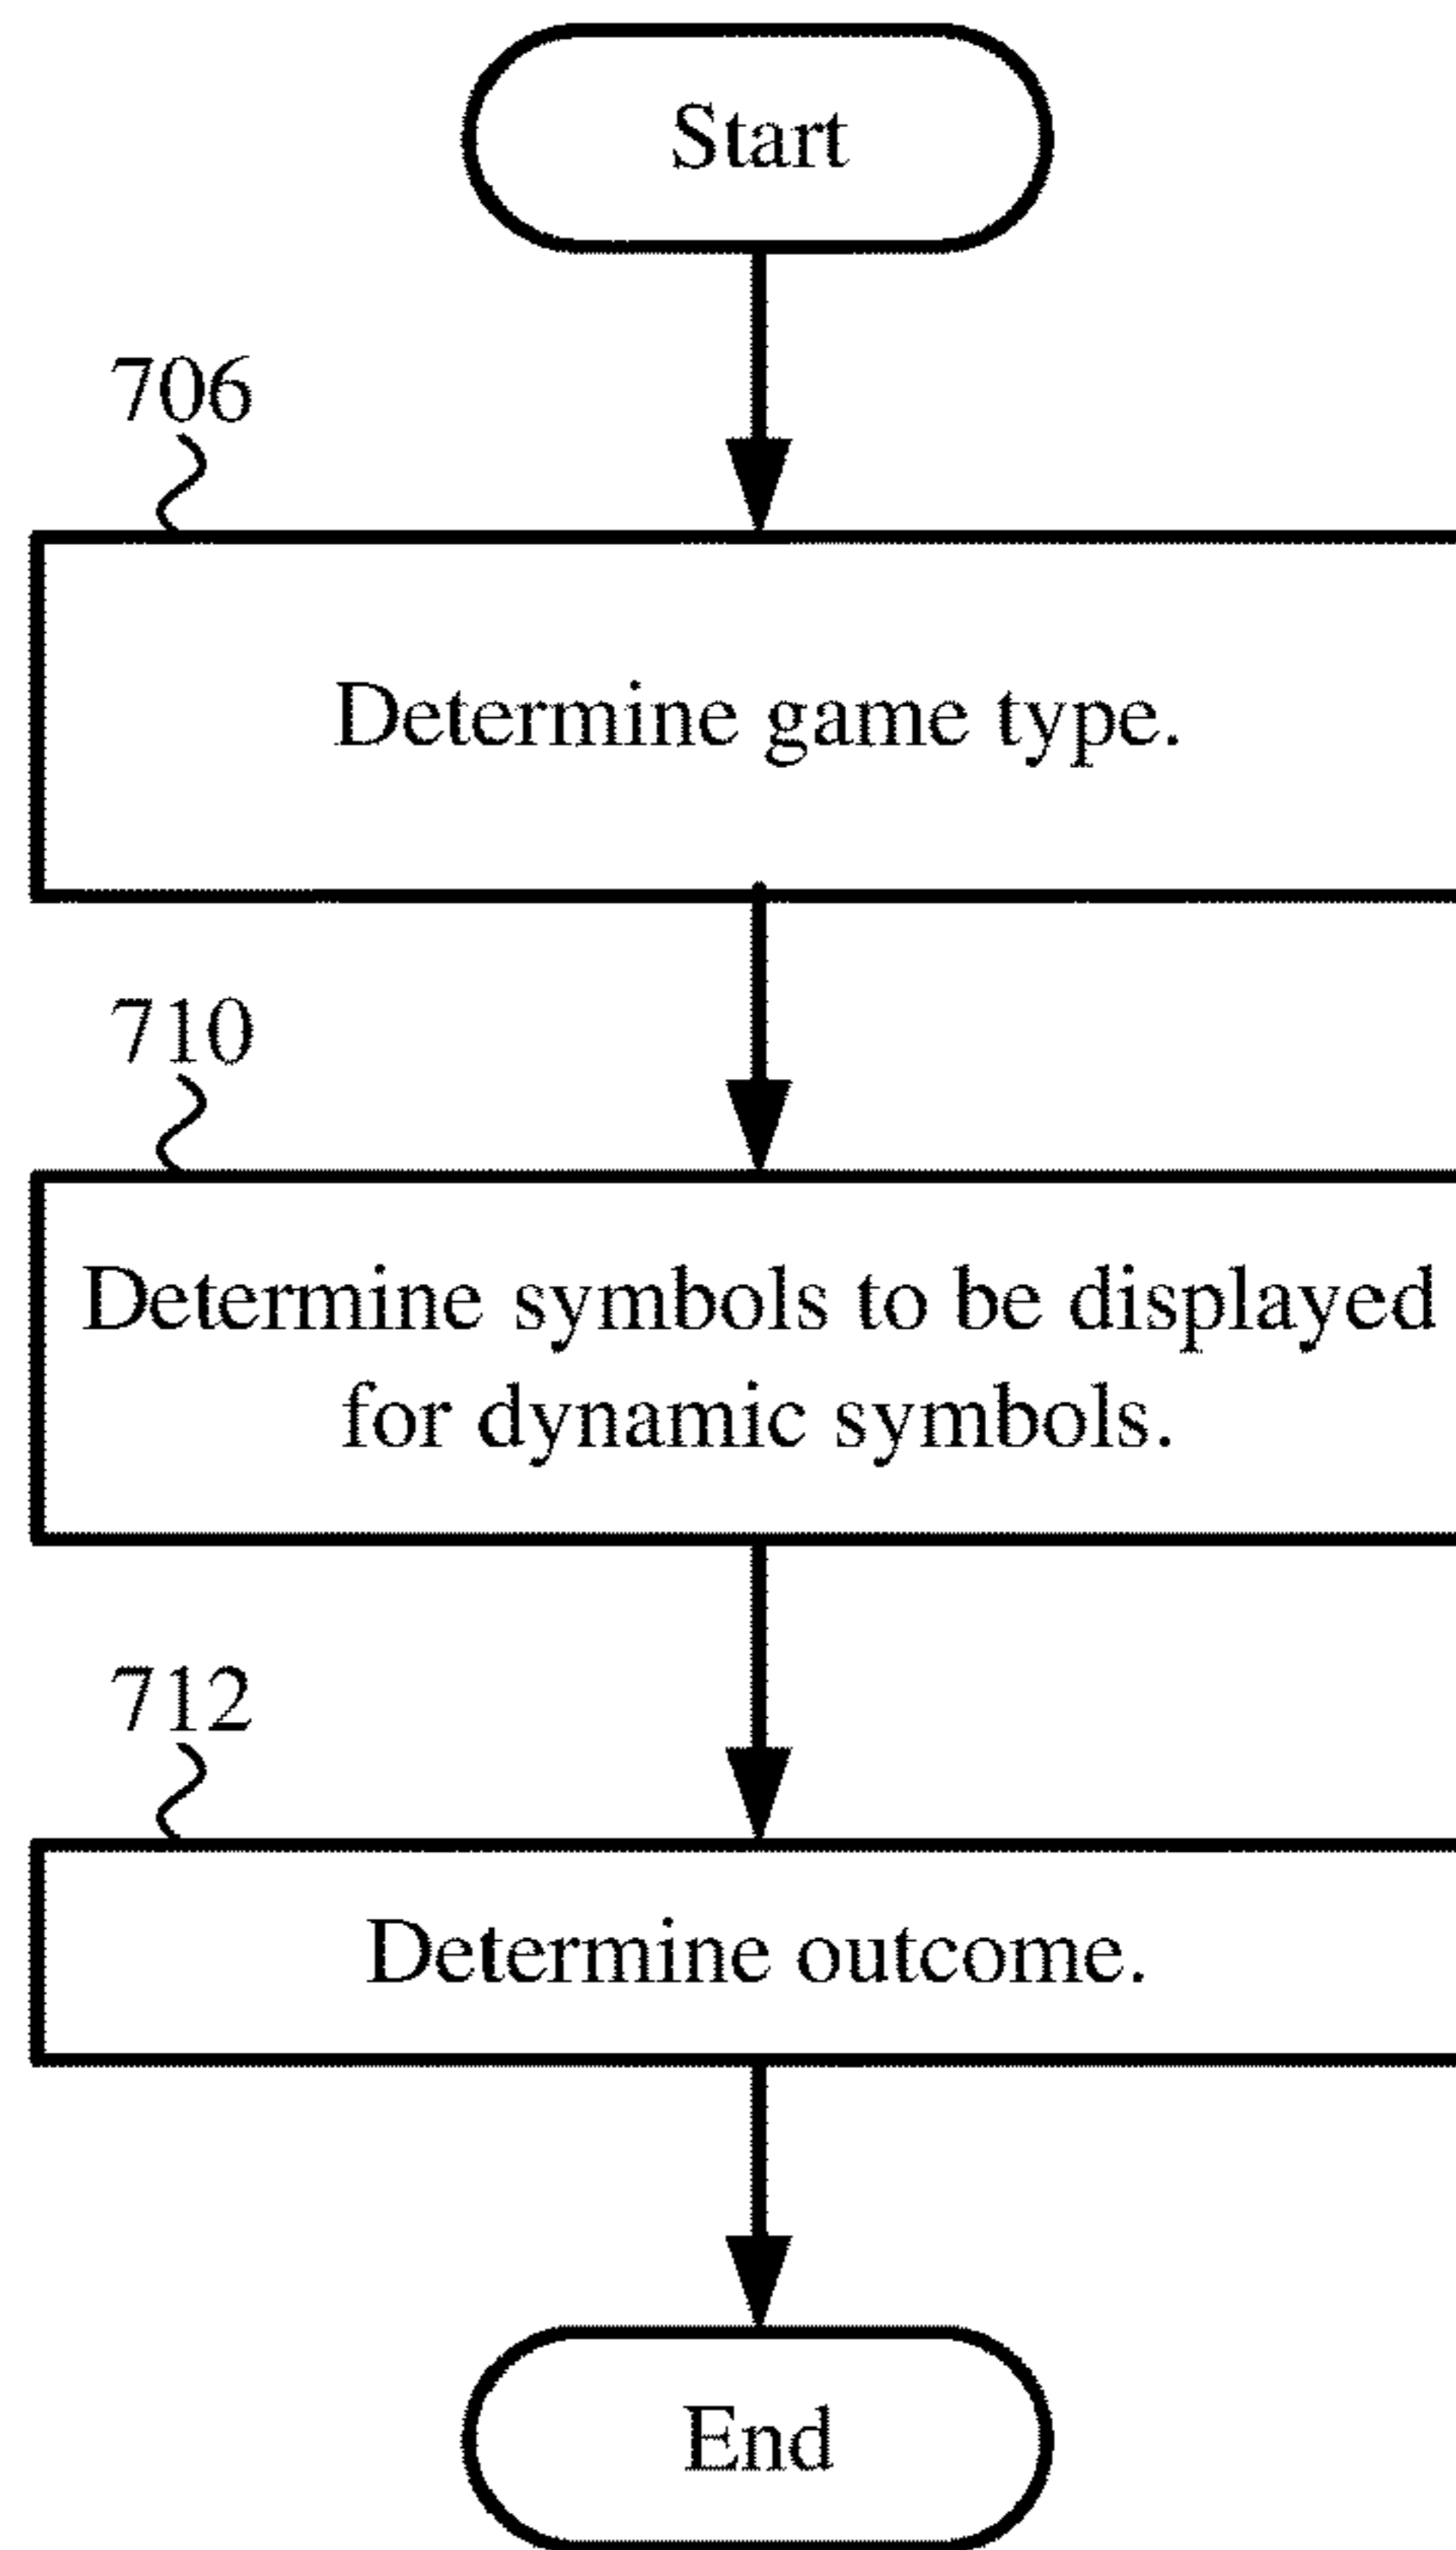 Start
706
Determine game type.
710
Determine symbols to be displayed
for dynamic symbols.
712
Determine outcome.
End